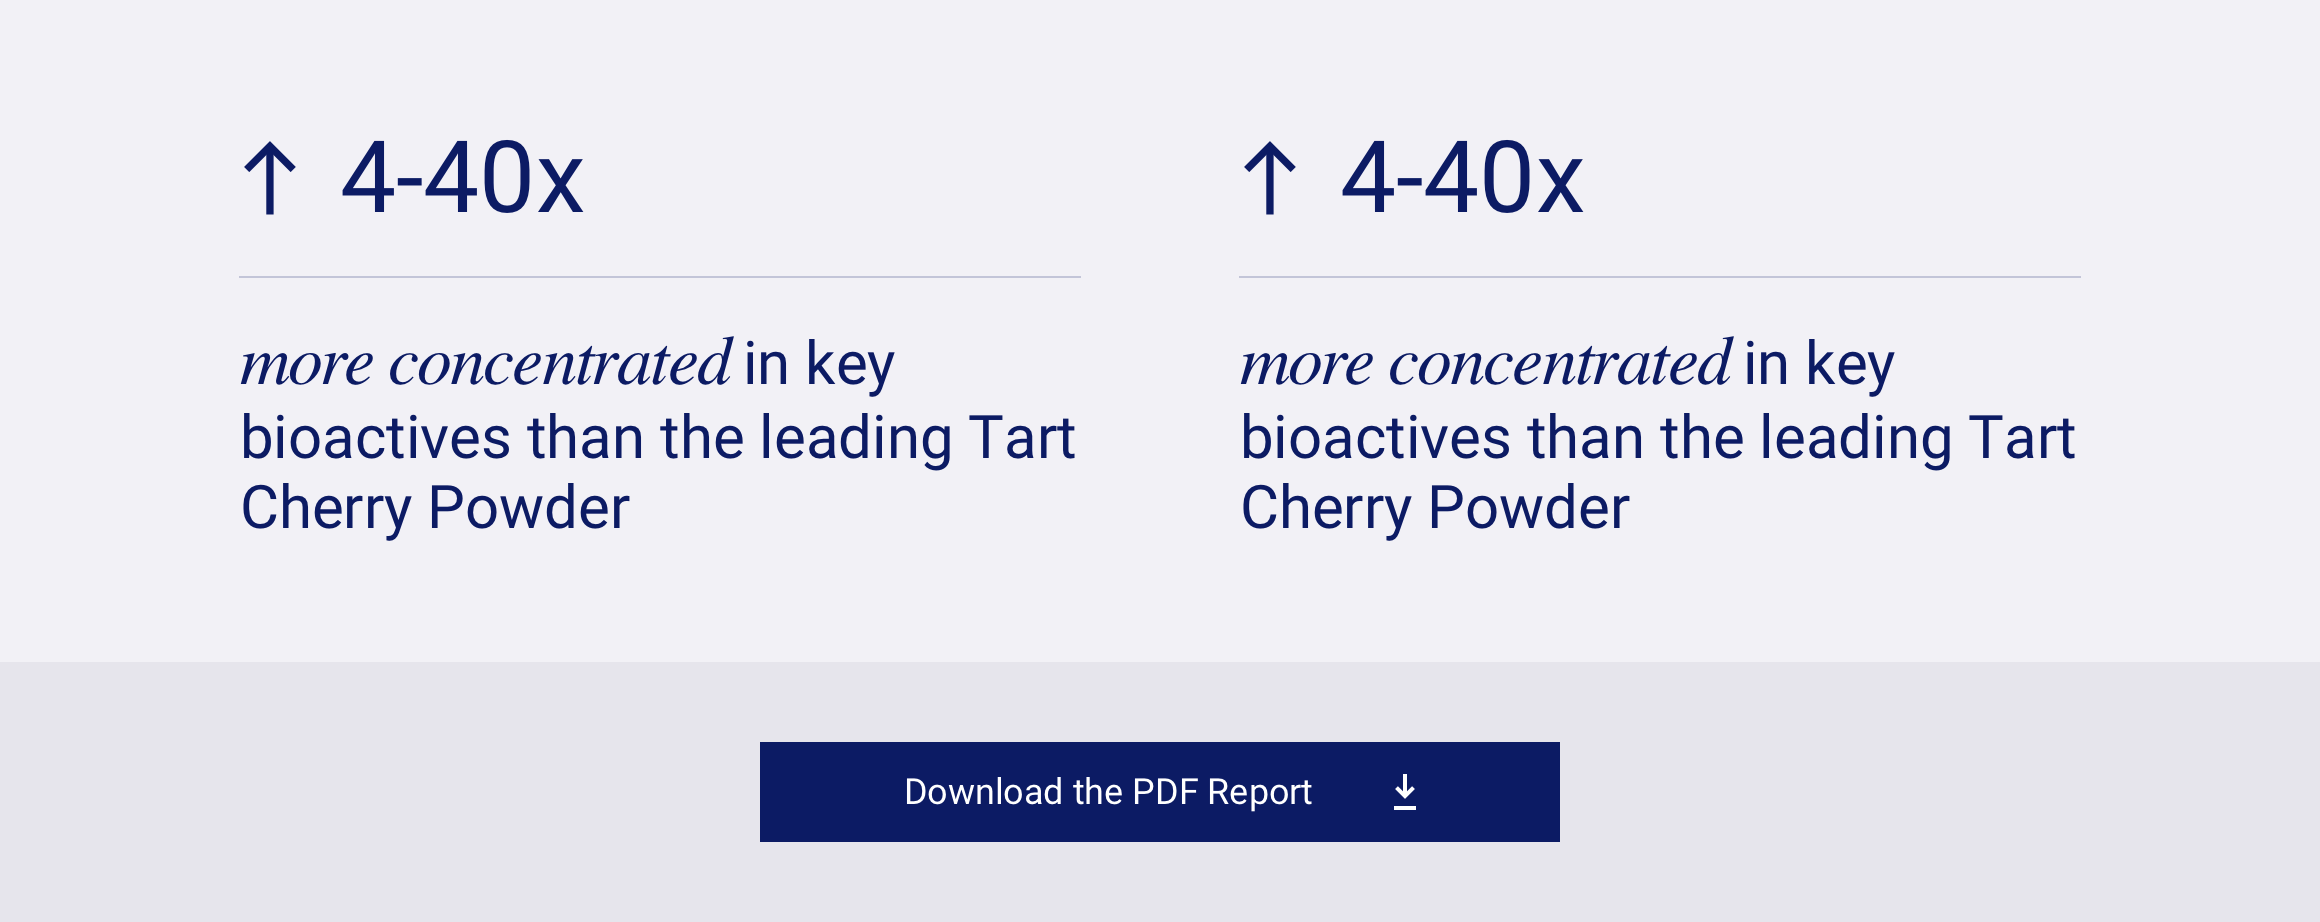 ↑ 4-40x
more concentrated in key
bioactives than the leading Tart
Cherry Powder
↑ 4-40x
more concentrated in key
bioactives than the leading Tart
Cherry Powder
Download the PDF Report